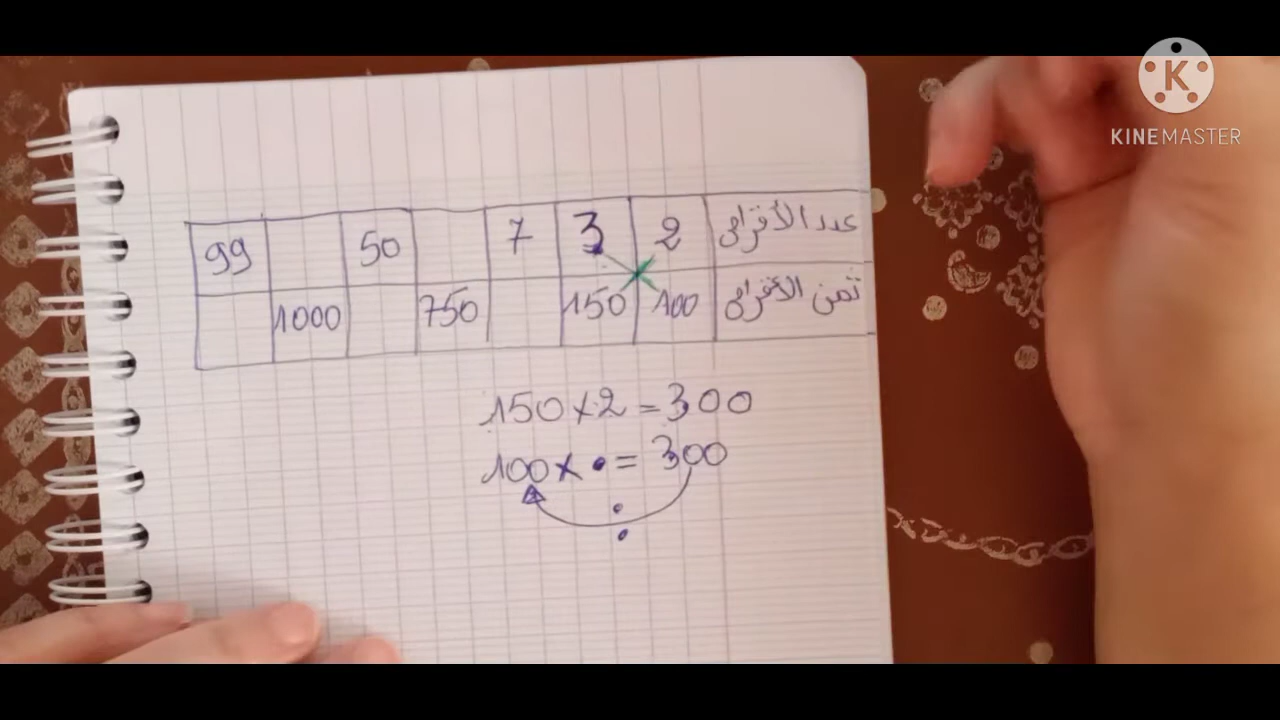 KINEMASTER
عدد الأقراص 2 3 7 50 99
ثمن الأقراص 100 150 750 1000
150 × 2 = 300
100 × • = 300
÷